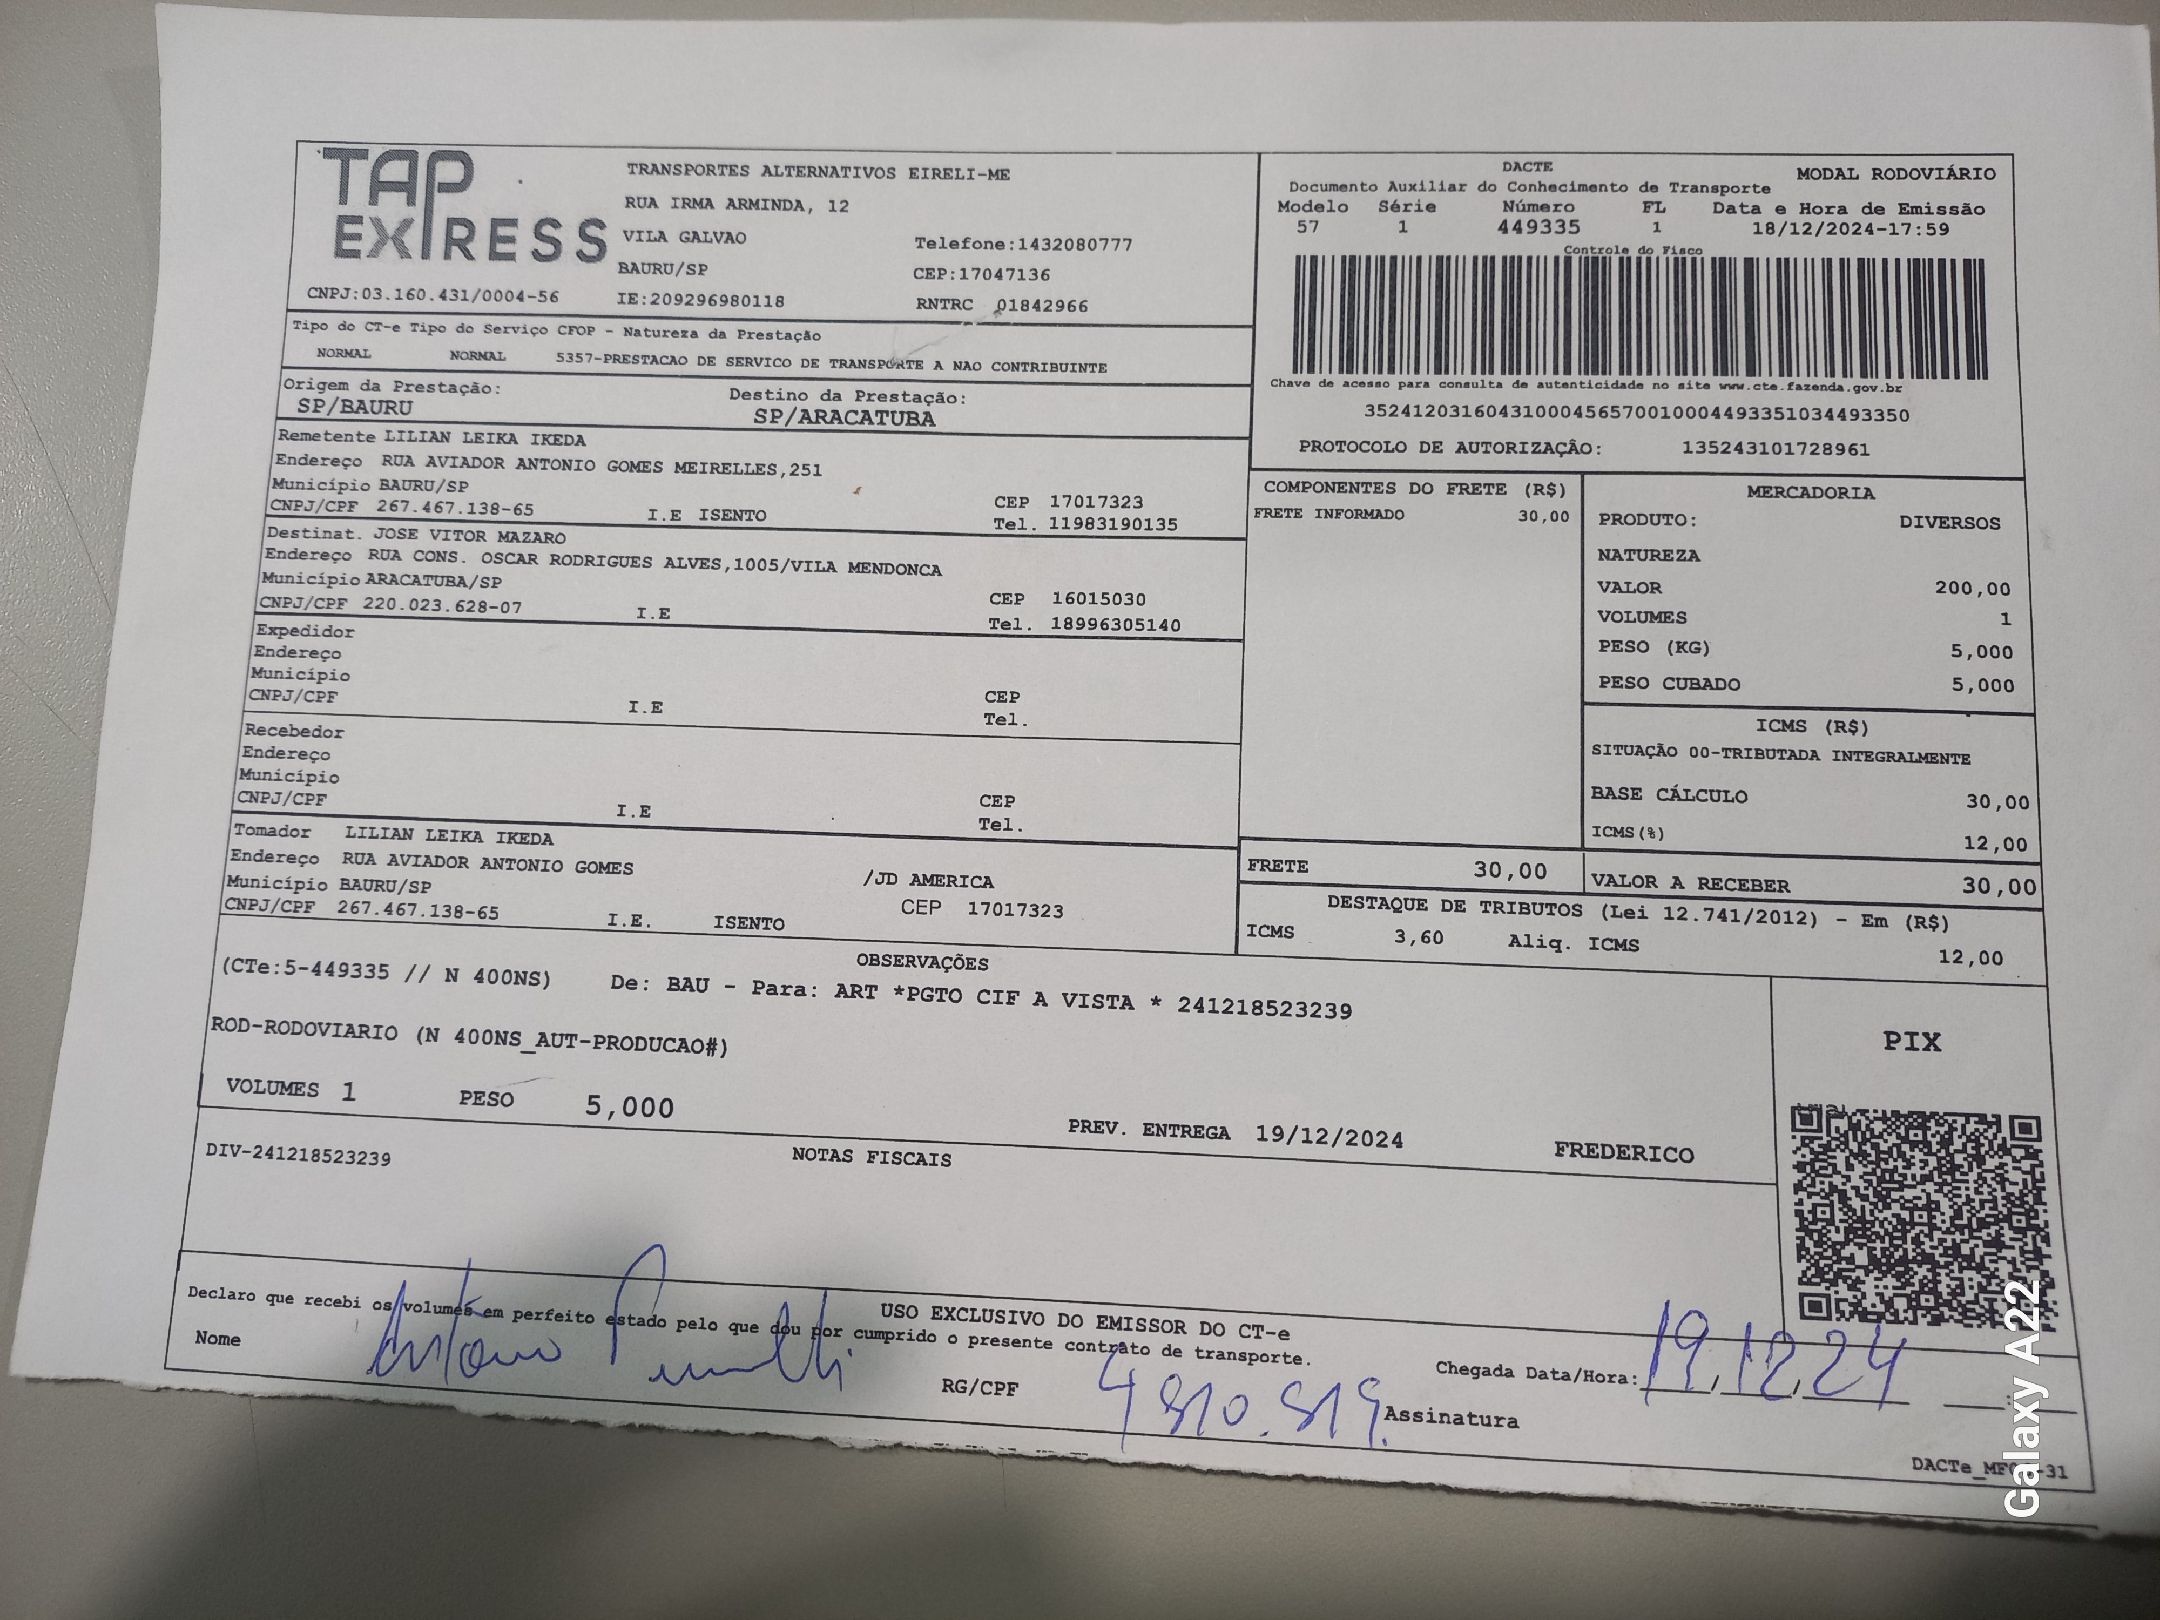 TAP
EXPRESS
TRANSPORTES ALTERNATIVOS EIRELI-ME
RUA IRMA ARMINDA, 12
VILA GALVAO
Telefone:1432080777
BAURU/SP
CEP:17047136
CNPJ:03.160.431/0004-56
IE:209296980118
RNTRC 01842966
DACTE
MODAL RODOVIÁRIO
Documento Auxiliar do Conhecimento de Transporte
Modelo Série Número FL Data e Hora de Emissão
57 1 449335 1 18/12/2024-17:59
Controle do Fisco
Chave de acesso para consulta de autenticidade no site www.cte.fazenda.gov.br
35241203160431000456570010004493351034493350
PROTOCOLO DE AUTORIZAÇÃO: 135243101728961
Tipo do CT-e Tipo do Serviço CFOP - Natureza da Prestação
NORMAL NORMAL 5357-PRESTACAO DE SERVICO DE TRANSPORTE A NAO CONTRIBUINTE
Origem da Prestação: Destino da Prestação:
SP/BAURU SP/ARACATUBA
Remetente LILIAN LEIKA IKEDA
Endereço RUA AVIADOR ANTONIO GOMES MEIRELLES,251
Município BAURU/SP CEP 17017323
CNPJ/CPF 267.467.138-65 I.E ISENTO Tel. 11983190135
Destinat. JOSE VITOR MAZARO
Endereço RUA CONS. OSCAR RODRIGUES ALVES,1005/VILA MENDONCA
Município ARACATUBA/SP CEP 16015030
CNPJ/CPF 220.023.628-07 I.E Tel. 18996305140
Expedidor
Endereço
Município CEP
CNPJ/CPF I.E Tel.
Recebedor
Endereço
Município CEP
CNPJ/CPF I.E Tel.
Tomador LILIAN LEIKA IKEDA
Endereço RUA AVIADOR ANTONIO GOMES /JD AMERICA
Município BAURU/SP CEP 17017323
CNPJ/CPF 267.467.138-65 I.E. ISENTO
COMPONENTES DO FRETE (R$)
FRETE INFORMADO 30,00
MERCADORIA
PRODUTO: DIVERSOS
NATUREZA
VALOR 200,00
VOLUMES 1
PESO (KG) 5,000
PESO CUBADO 5,000
ICMS (R$)
SITUAÇÃO 00-TRIBUTADA INTEGRALMENTE
BASE CÁLCULO 30,00
ICMS(%) 12,00
FRETE 30,00 VALOR A RECEBER 30,00
DESTAQUE DE TRIBUTOS (Lei 12.741/2012) - Em (R$)
ICMS 3,60 Aliq. ICMS 12,00
OBSERVAÇÕES
(CTe:5-449335 // N 400NS) De: BAU - Para: ART *PGTO CIF A VISTA * 241218523239
ROD-RODOVIARIO (N 400NS_AUT-PRODUCAO#)
VOLUMES 1 PESO 5,000 PREV. ENTREGA 19/12/2024 FREDERICO
PIX
DIV-241218523239 NOTAS FISCAIS
USO EXCLUSIVO DO EMISSOR DO CT-e
Declaro que recebi os volumes em perfeito estado pelo que dou por cumprido o presente contrato de transporte.
Nome Antonio RG/CPF 4 810.819. Assinatura Chegada Data/Hora: 19,12,24
Galaxy A22